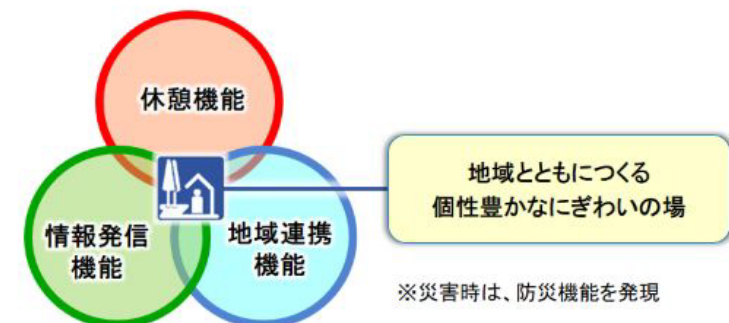 休憩機能
情報発信
機能
地域連携
機能
地域とともにつくる
個性豊かなにぎわいの場
※災害時は、防災機能を発現